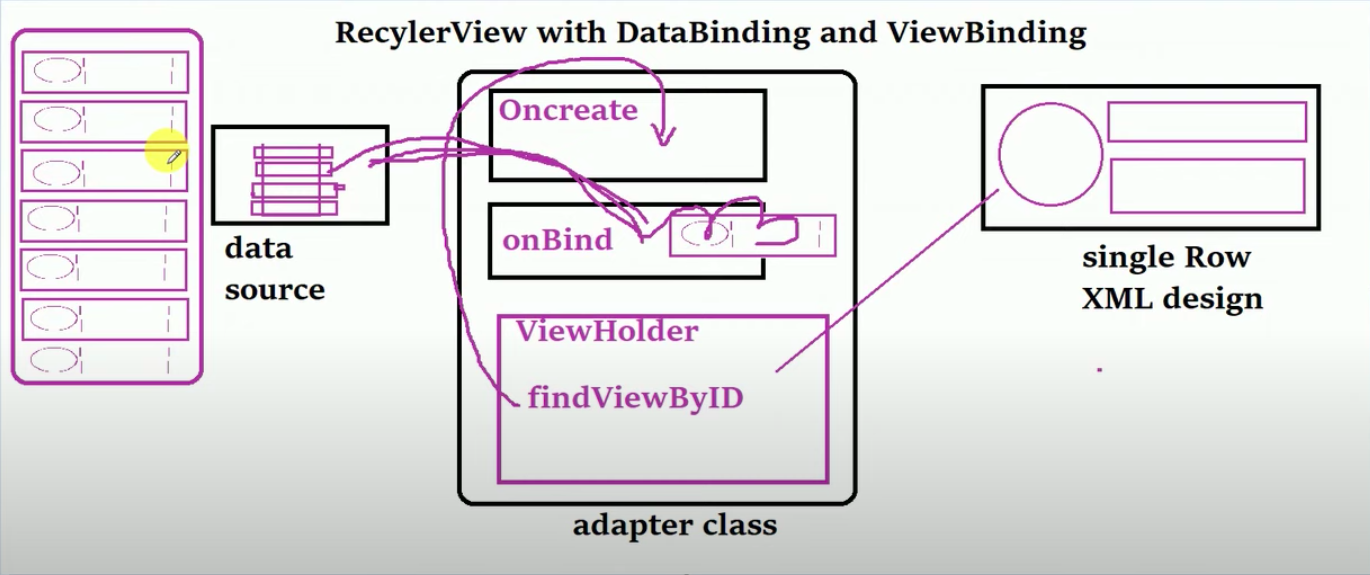 RecylerView with DataBinding and ViewBinding
data
source
Oncreate
onBind
ViewHolder
findViewByID
adapter class
single Row
XML design